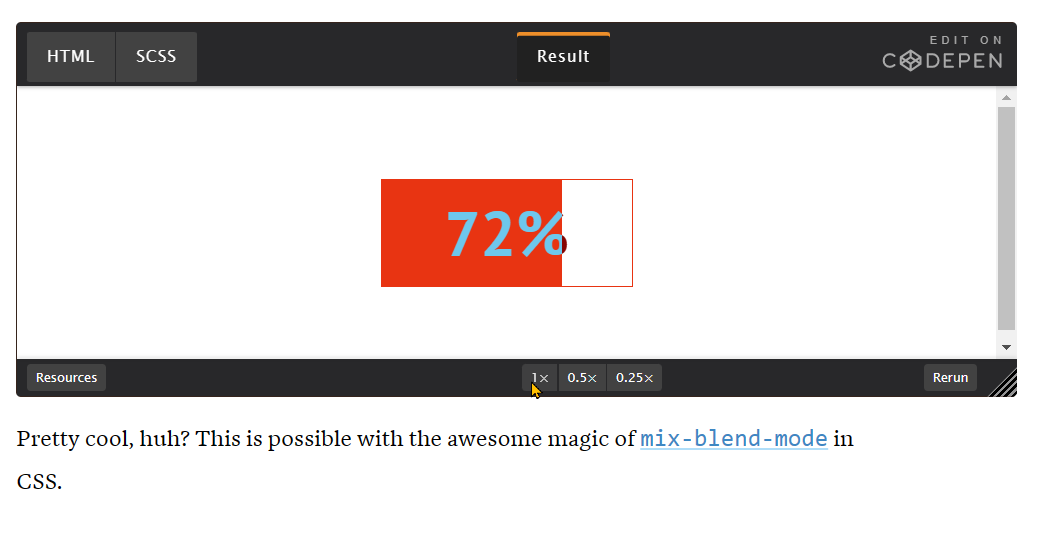 HTML SCSS Result EDIT ON
CODEPEN
72%
Resources 1× 0.5× 0.25× Rerun
Pretty cool, huh? This is possible with the awesome magic of mix-blend-mode in
CSS.